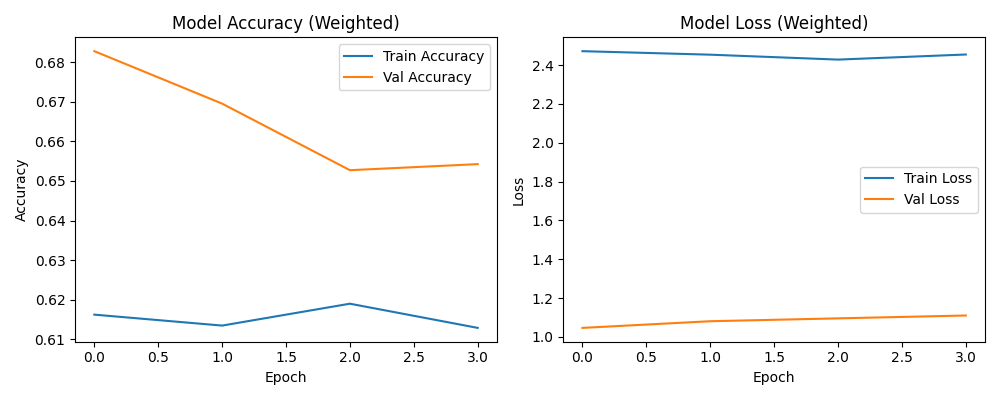 Model Accuracy (Weighted)
Train Accuracy
Val Accuracy
Accuracy
0.68
0.67
0.66
0.65
0.64
0.63
0.62
0.61
0.0 0.5 1.0 1.5 2.0 2.5 3.0
Epoch
Model Loss (Weighted)
Train Loss
Val Loss
Loss
2.4
2.2
2.0
1.8
1.6
1.4
1.2
1.0
0.0 0.5 1.0 1.5 2.0 2.5 3.0
Epoch